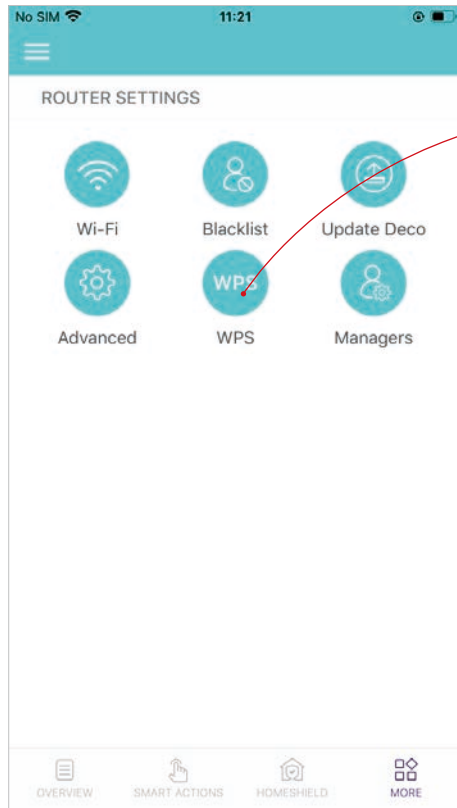 No SIM 11:21
ROUTER SETTINGS
Wi-Fi Blacklist Update Deco
WPS
Advanced WPS Managers
OVERVIEW SMART ACTIONS HOMESHIELD MORE